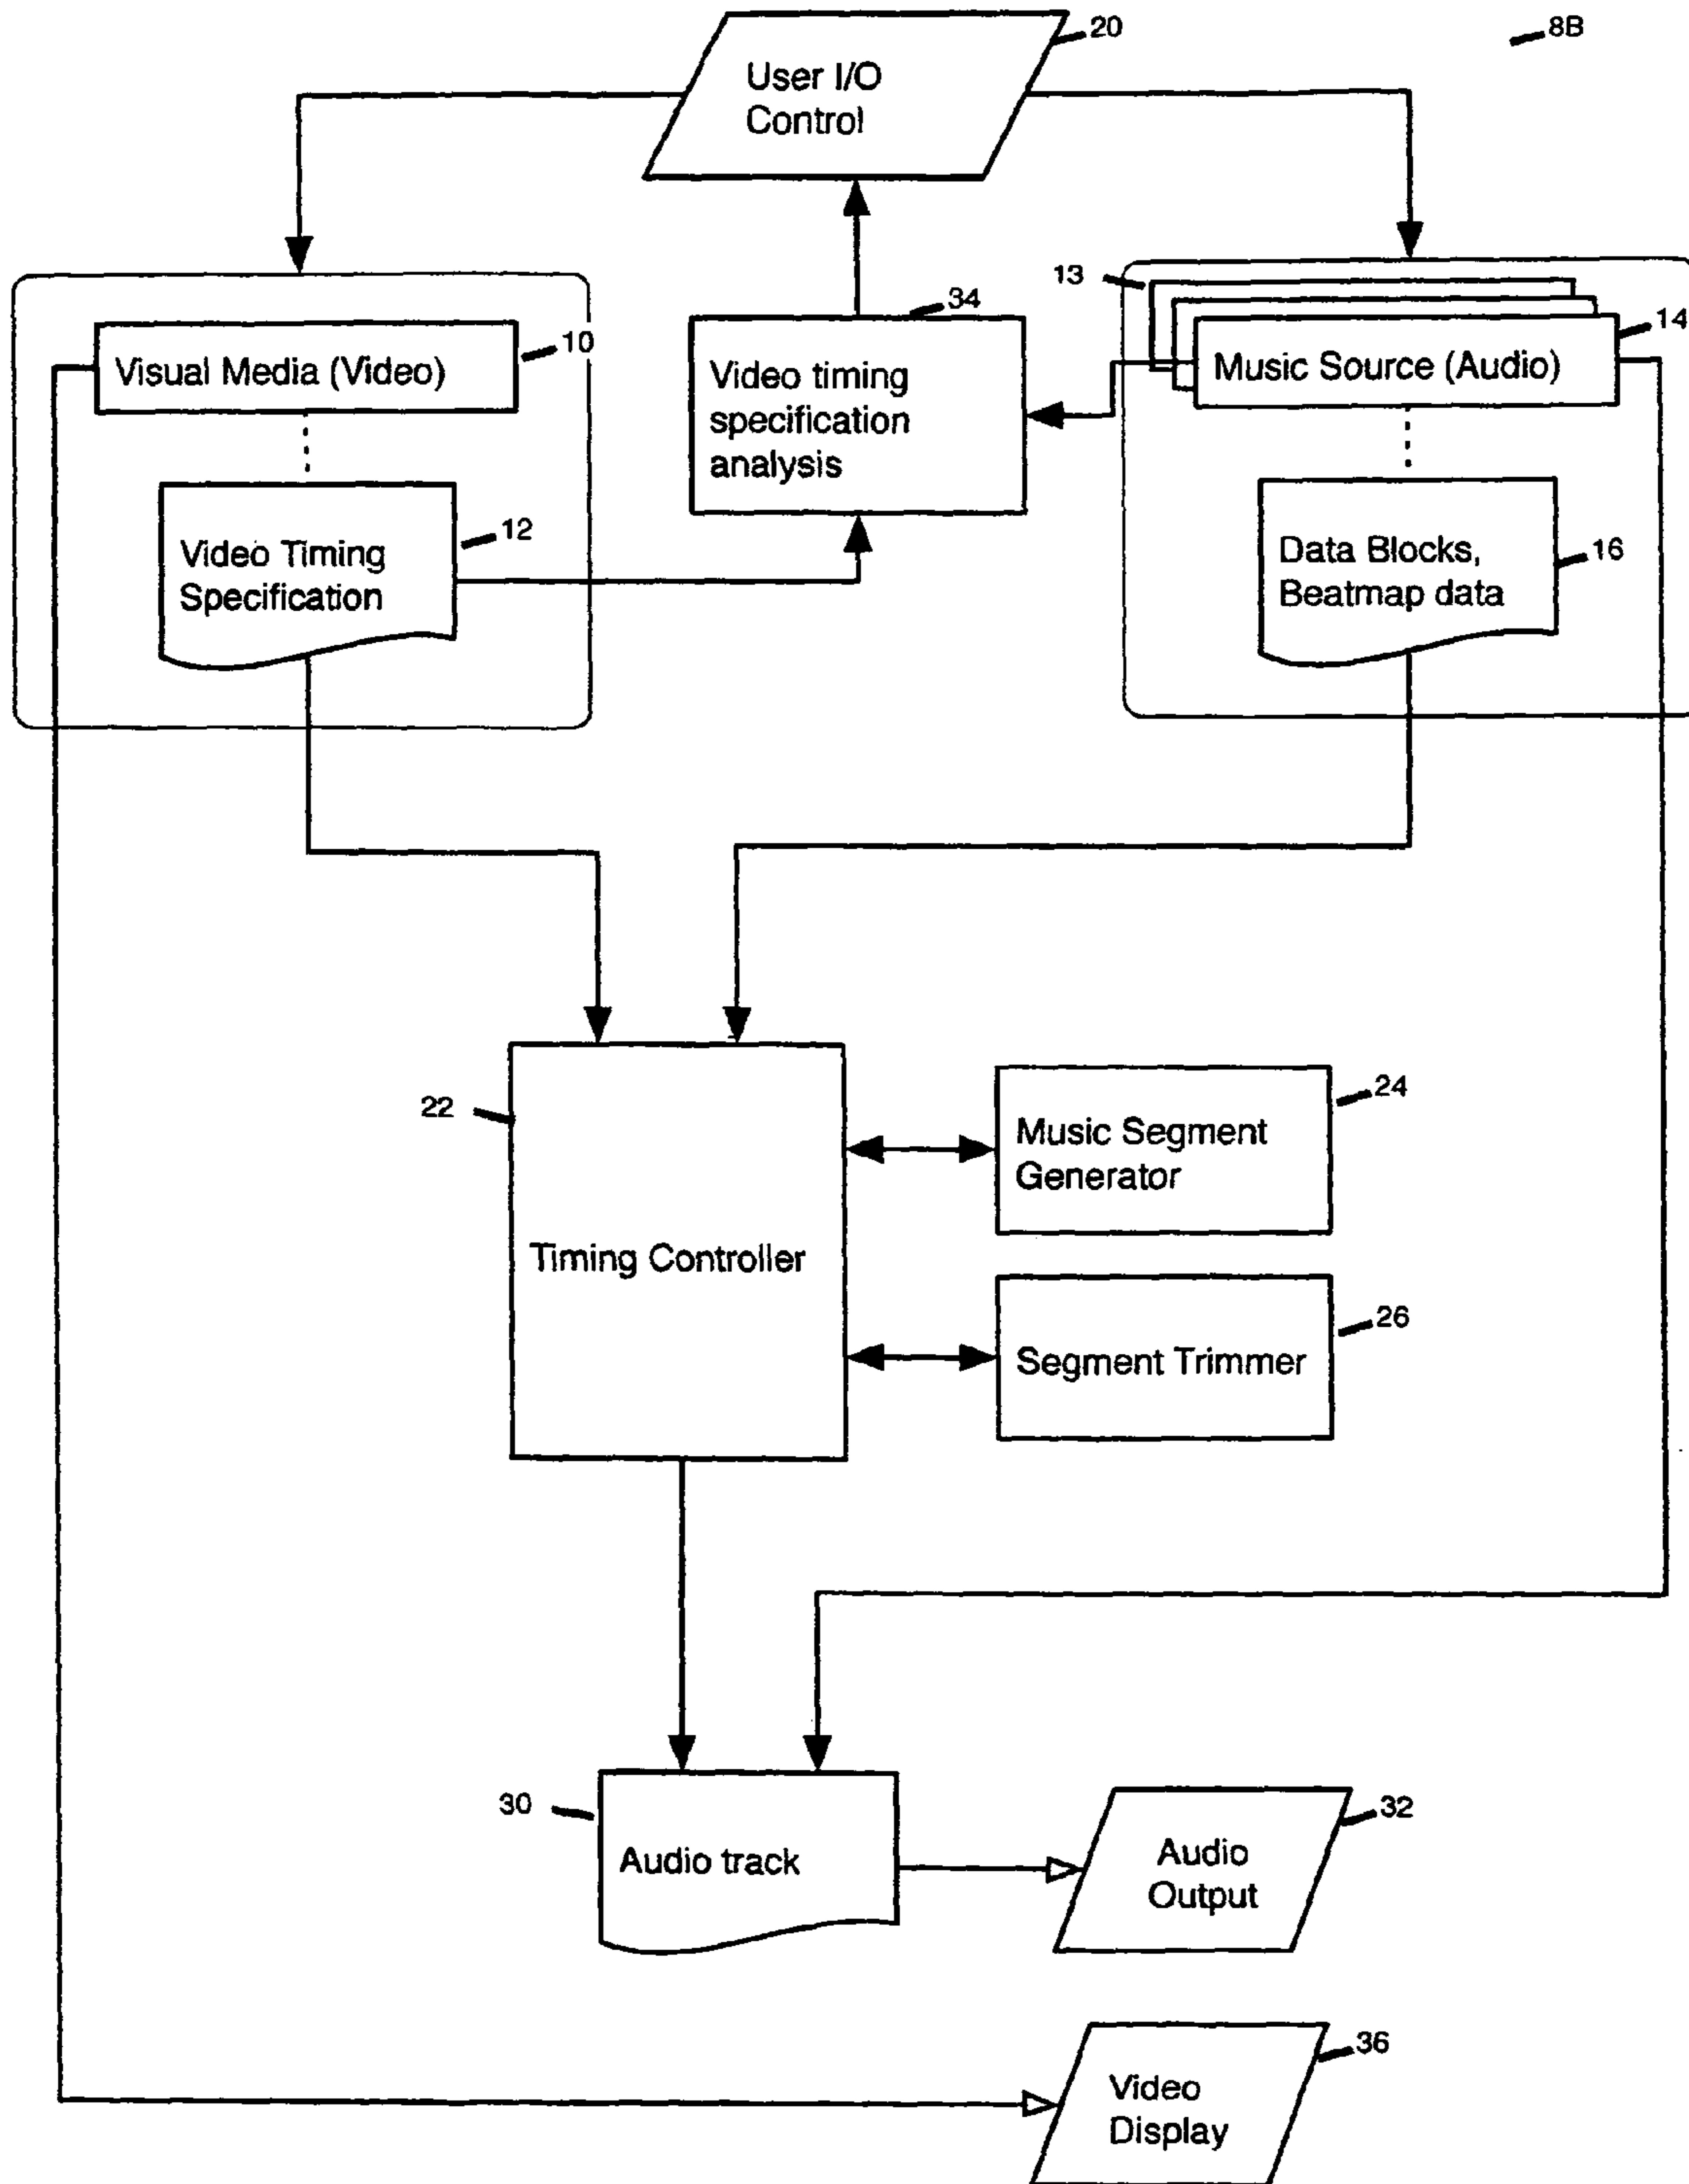 20
8B
User I/O
Control
13
34
14
10
Visual Media (Video)
Video timing
specification
analysis
Music Source (Audio)
12
Video Timing
Specification
Data Blocks,
Beatmap data
16
22
24
Music Segment
Generator
Timing Controller
26
Segment Trimmer
30
32
Audio track
Audio
Output
36
Video
Display